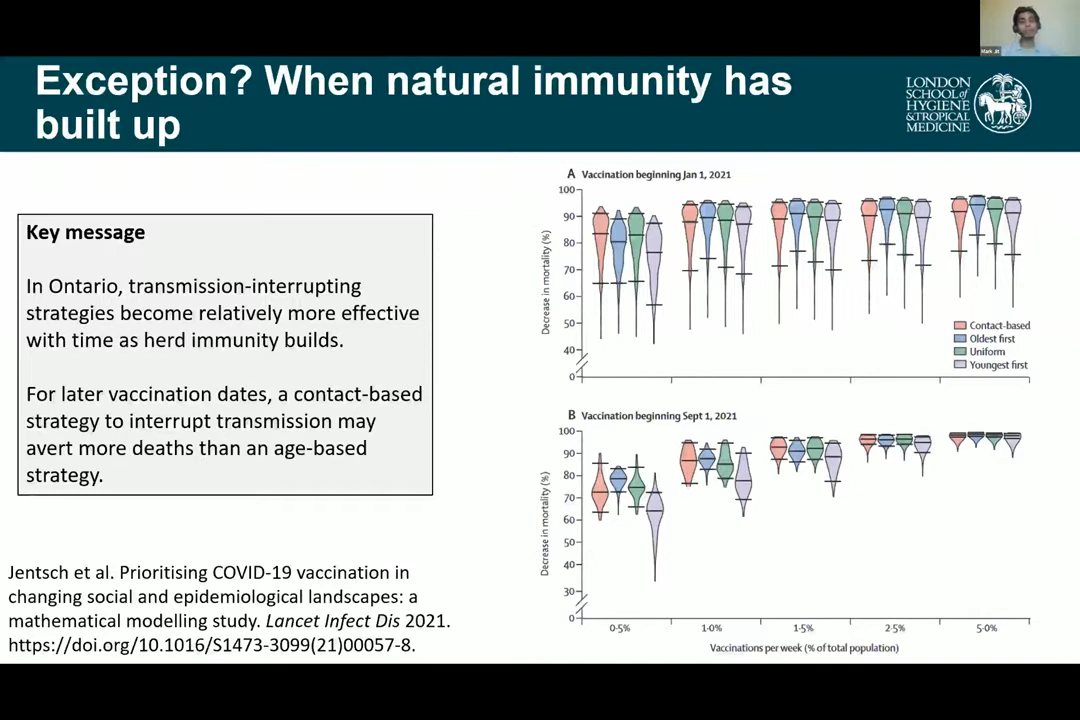 Mark Jit
Exception? When natural immunity has
built up
LONDON
SCHOOL of
HYGIENE
&TROPICAL
MEDICINE
Key message
In Ontario, transmission-interrupting
strategies become relatively more effective
with time as herd immunity builds.
For later vaccination dates, a contact-based
strategy to interrupt transmission may
avert more deaths than an age-based
strategy.
Jentsch et al. Prioritising COVID-19 vaccination in
changing social and epidemiological landscapes: a
mathematical modelling study. Lancet Infect Dis 2021.
https://doi.org/10.1016/S1473-3099(21)00057-8.
A Vaccination beginning Jan 1, 2021
Decrease in mortality (%)
100
90
80
70
60
50
40
0
Contact-based
Oldest first
Uniform
Youngest first
B Vaccination beginning Sept 1, 2021
Decrease in mortality (%)
100
90
80
70
60
50
40
30
0
0·5% 1·0% 1·5% 2·5% 5·0%
Vaccinations per week (% of total population)